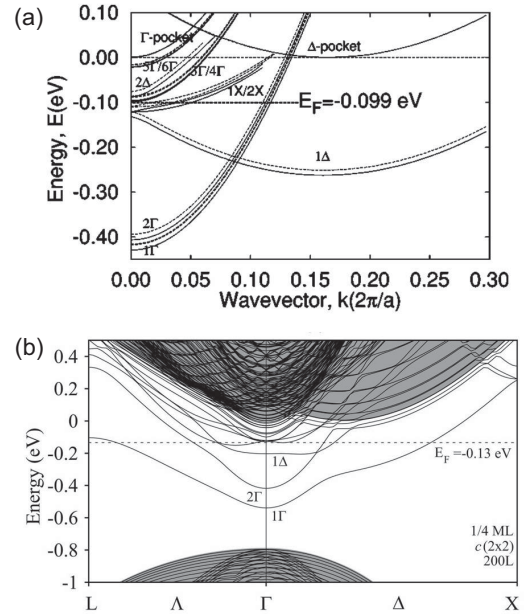 (a)
0.10
0.00
-0.10
-0.20
-0.30
-0.40
Energy, E(eV)
Γ-pocket
Δ-pocket
5Γ/6Γ
2Δ
3Γ/4Γ
1X/2X
E_F=-0.099 eV
1Δ
2Γ
1Γ
0.00 0.05 0.10 0.15 0.20 0.25 0.30
Wavevector, k(2π/a)
(b)
0.4
0.2
0
-0.2
-0.4
-0.6
-0.8
-1
Energy (eV)
1Δ
E_F=-0.13 eV
2Γ
1Γ
1/4 ML
c(2x2)
200L
L Λ Γ Δ X